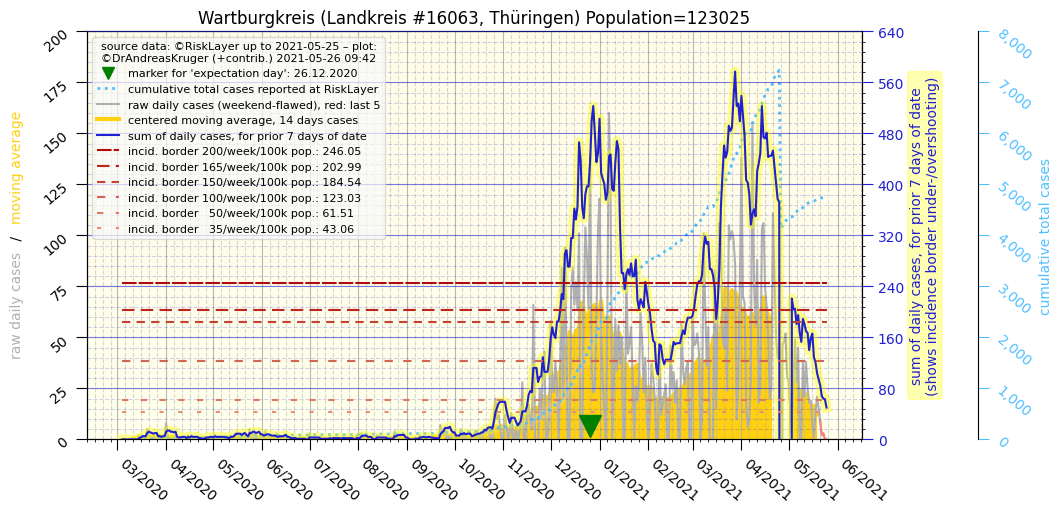 Wartburgkreis (Landkreis #16063, Thüringen) Population=123025
source data: ©RiskLayer up to 2021-05-25 – plot:
©DrAndreasKruger (+contrib.) 2021-05-26 09:42
marker for 'expectation day': 26.12.2020
cumulative total cases reported at RiskLayer
raw daily cases (weekend-flawed), red: last 5
centered moving average, 14 days cases
sum of daily cases, for prior 7 days of date
incid. border 200/week/100k pop.: 246.05
incid. border 165/week/100k pop.: 202.99
incid. border 150/week/100k pop.: 184.54
incid. border 100/week/100k pop.: 123.03
incid. border   50/week/100k pop.: 61.51
incid. border   35/week/100k pop.: 43.06
raw daily cases / moving average
200
175
150
125
100
75
50
25
0
03/2020
04/2020
05/2020
06/2020
07/2020
08/2020
09/2020
10/2020
11/2020
12/2020
01/2021
02/2021
03/2021
04/2021
05/2021
06/2021
640
560
480
400
320
240
160
80
0
sum of daily cases, for prior 7 days of date
(shows incidence border under-/overshooting)
8,000
7,000
6,000
5,000
4,000
3,000
2,000
1,000
0
cumulative total cases